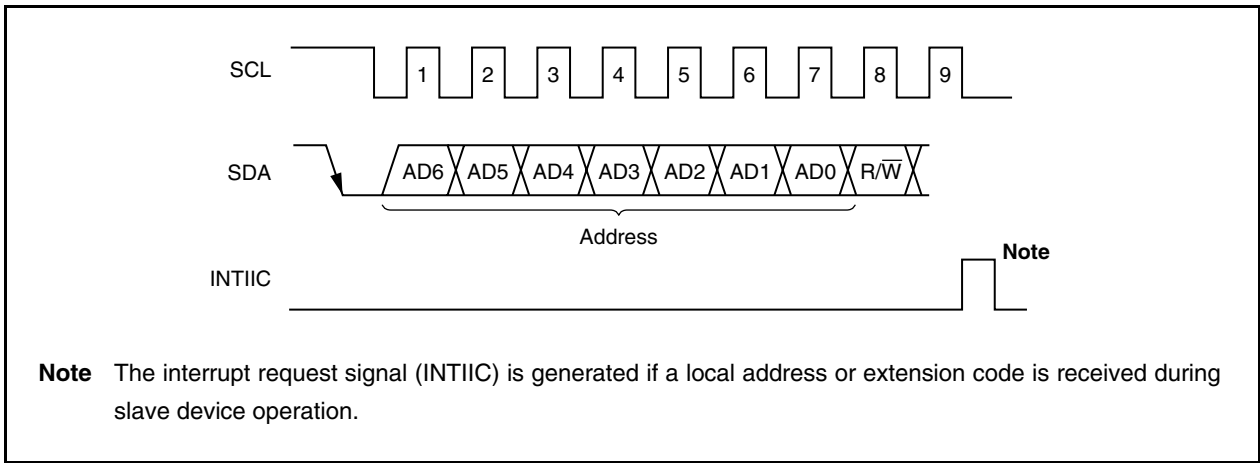 SCL 1 2 3 4 5 6 7 8 9
SDA AD6 AD5 AD4 AD3 AD2 AD1 AD0 R/W̅
Address
Note
INTIIC
Note The interrupt request signal (INTIIC) is generated if a local address or extension code is received during
slave device operation.